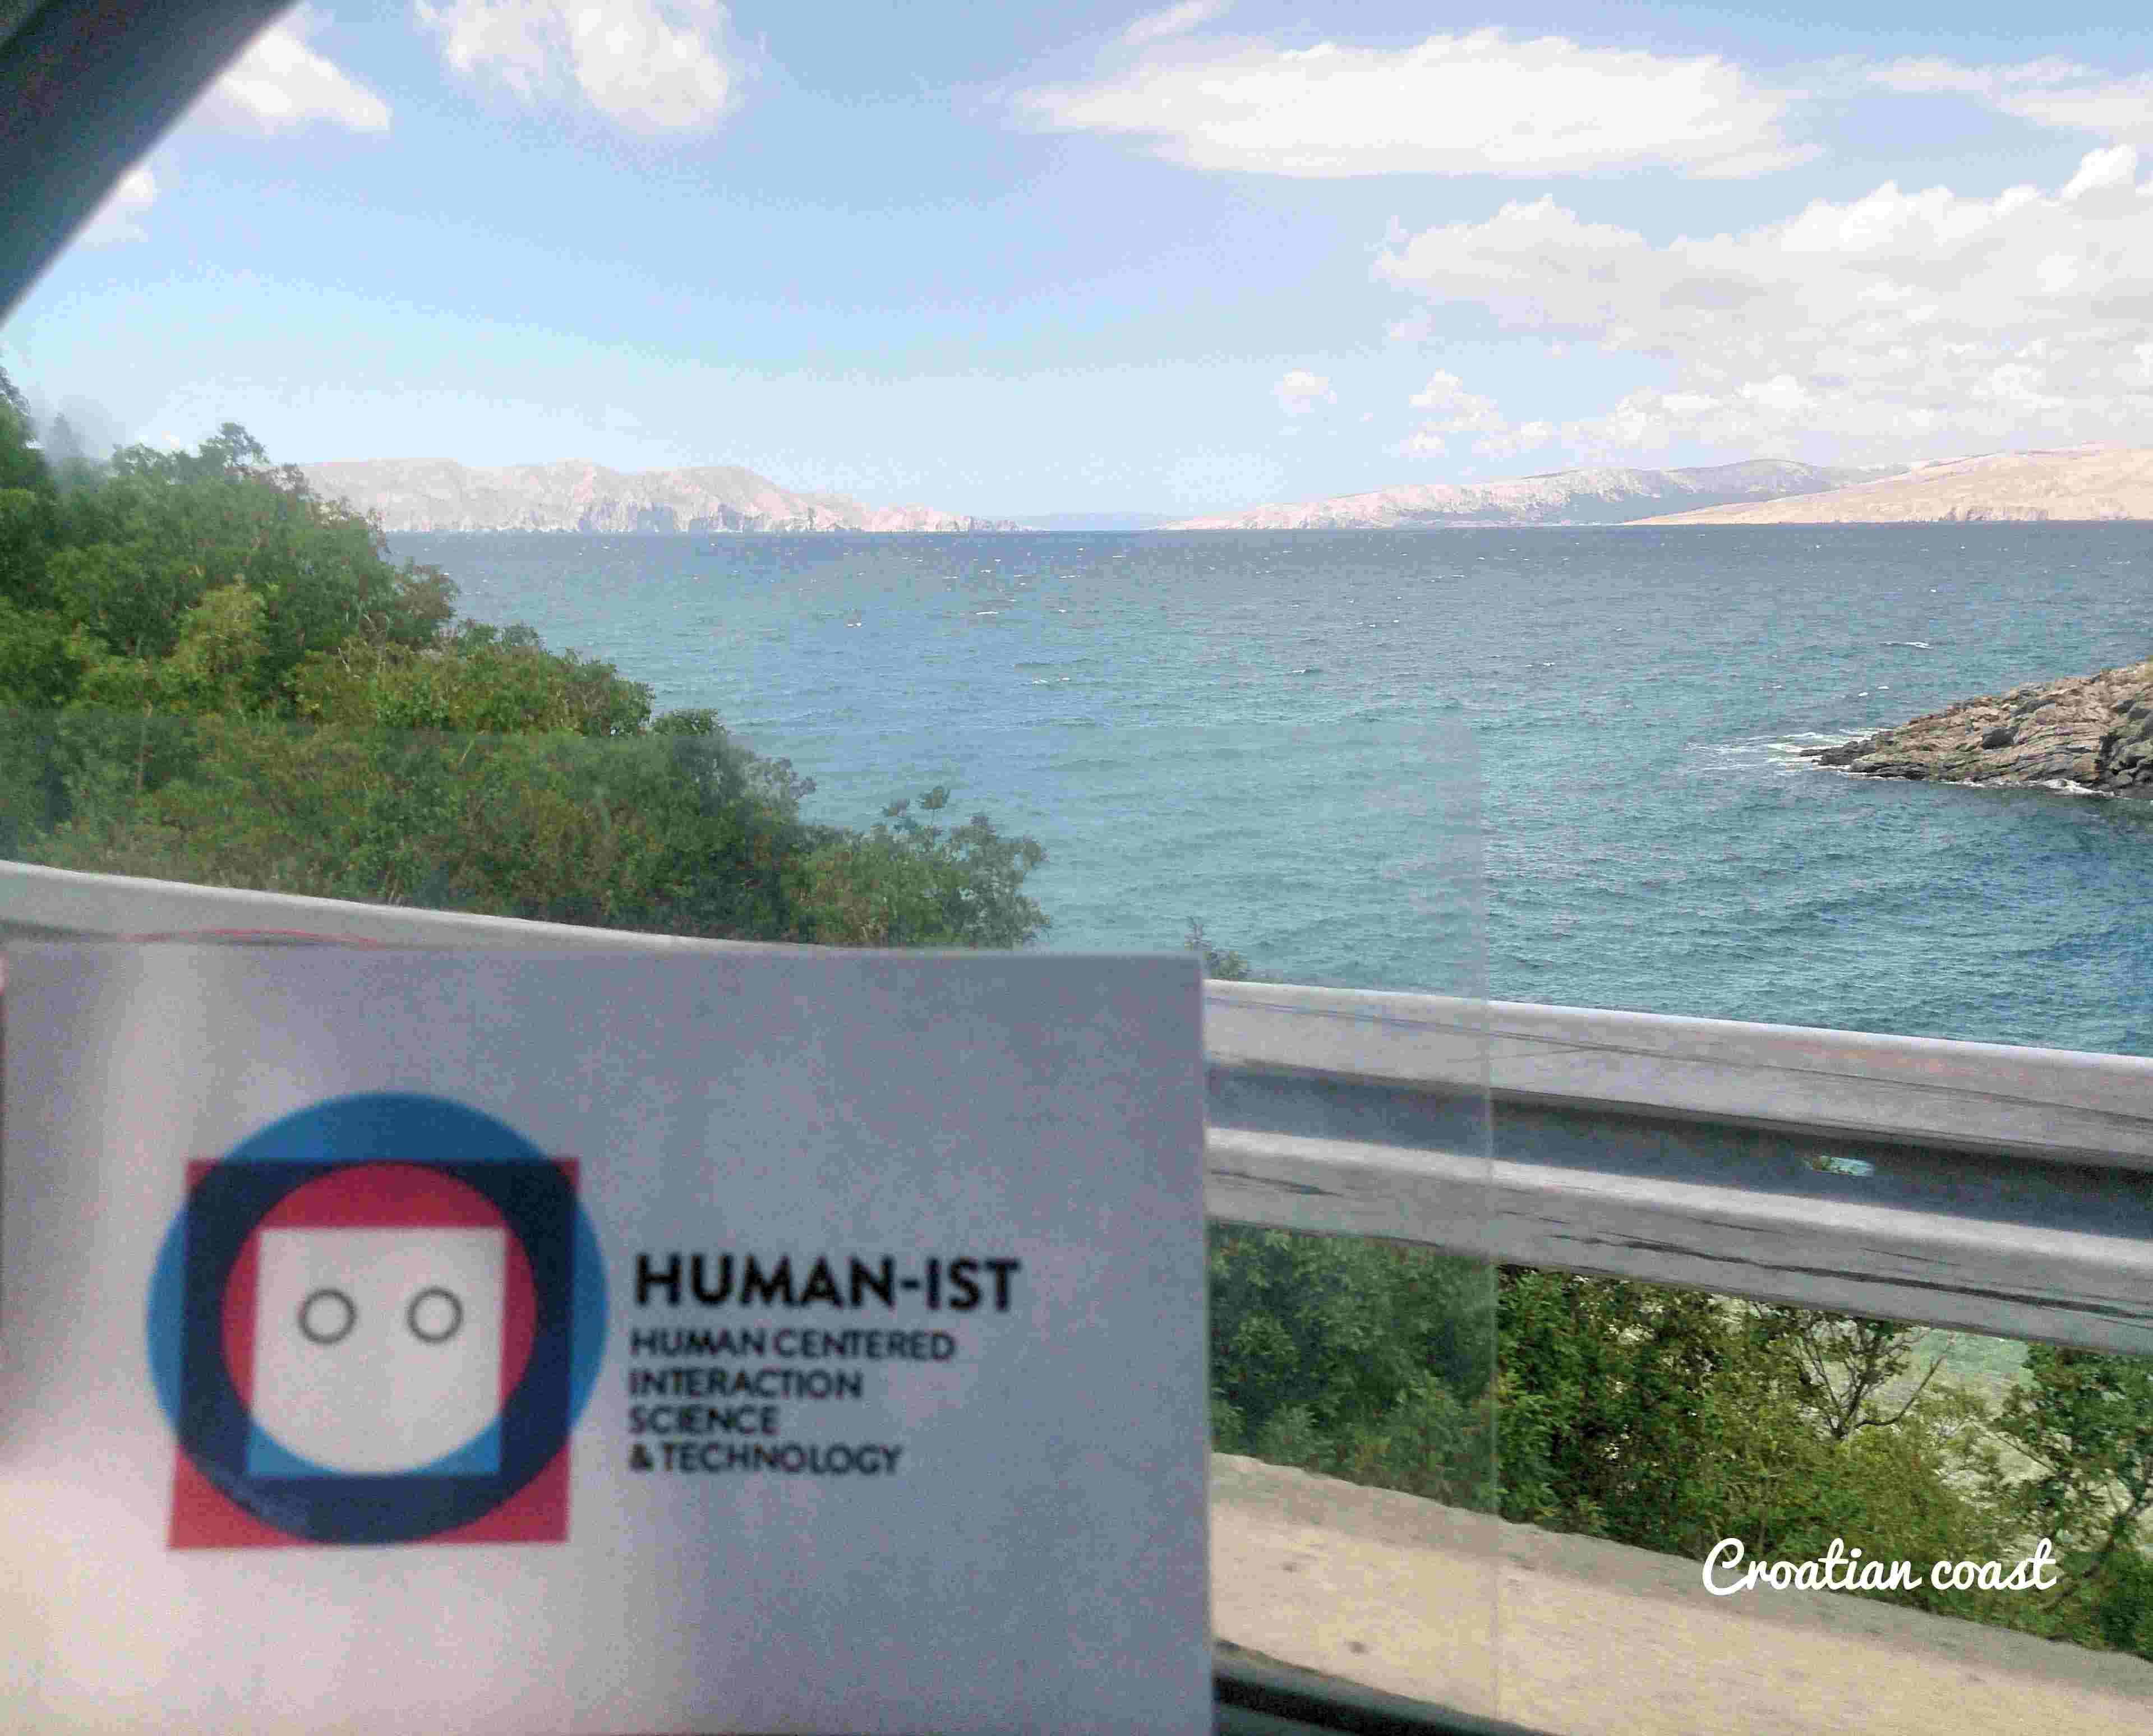 HUMAN-IST
HUMAN CENTERED
INTERACTION
SCIENCE
& TECHNOLOGY
Croatian coast